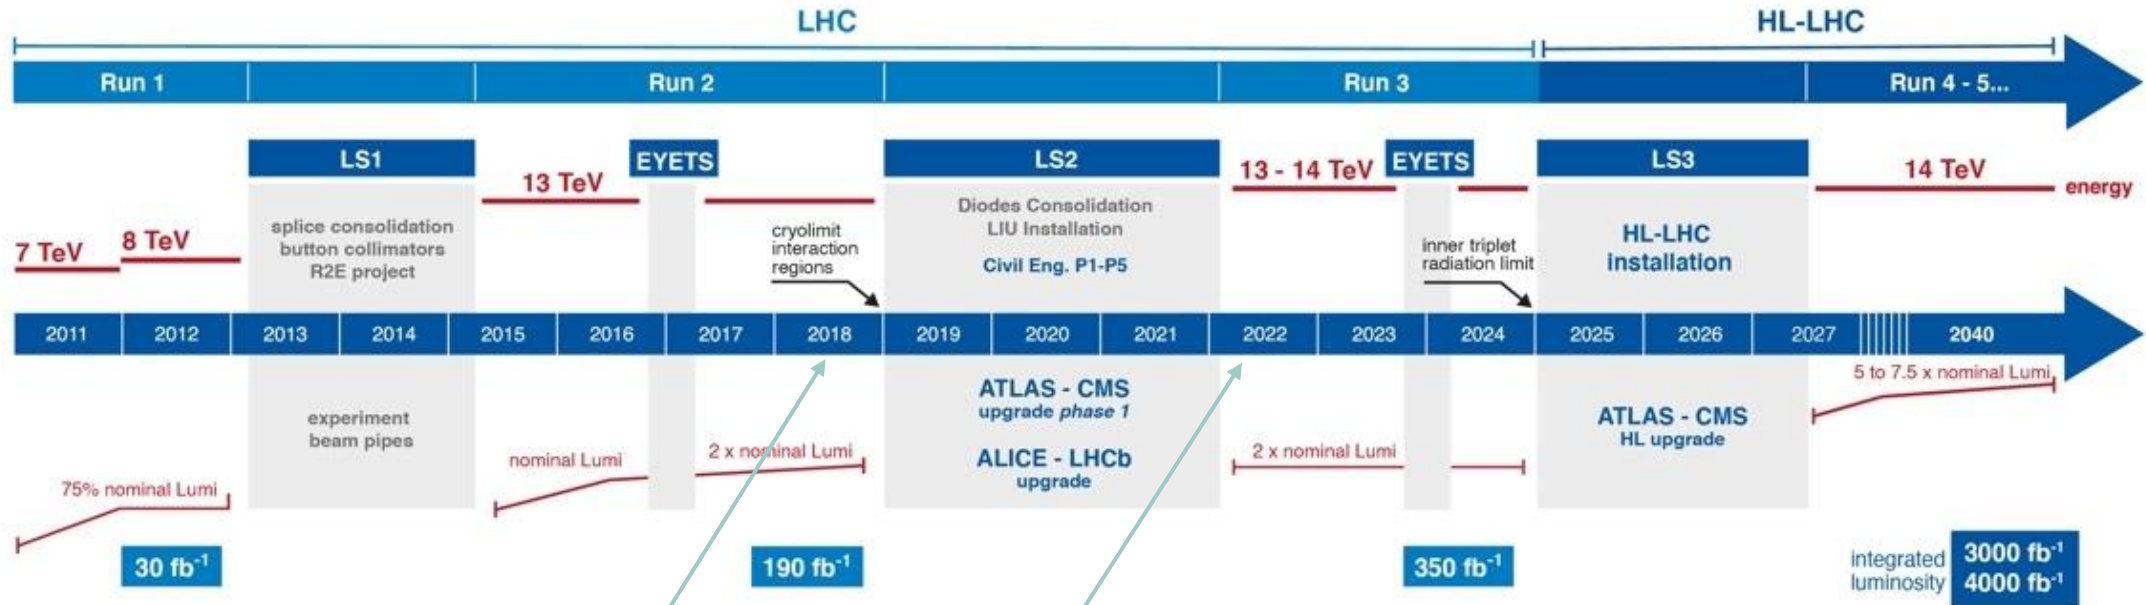 LHC
HL-LHC
Run 1
Run 2
Run 3
Run 4 - 5...
LS1
EYETS
LS2
EYETS
LS3
13 TeV
13 - 14 TeV
14 TeV
energy
7 TeV
8 TeV
splice consolidation
button collimators
R2E project
cryolimit
interaction
regions
Diodes Consolidation
LIU Installation
Civil Eng. P1-P5
inner triplet
radiation limit
HL-LHC
installation
2011
2012
2013
2014
2015
2016
2017
2018
2019
2020
2021
2022
2023
2024
2025
2026
2027
2040
5 to 7.5 x nominal Lumi
experiment
beam pipes
ATLAS - CMS
upgrade phase 1
ALICE - LHCb
upgrade
ATLAS - CMS
HL upgrade
75% nominal Lumi
nominal Lumi
2 x nominal Lumi
2 x nominal Lumi
30 fb⁻¹
190 fb⁻¹
350 fb⁻¹
integrated
luminosity
3000 fb⁻¹
4000 fb⁻¹